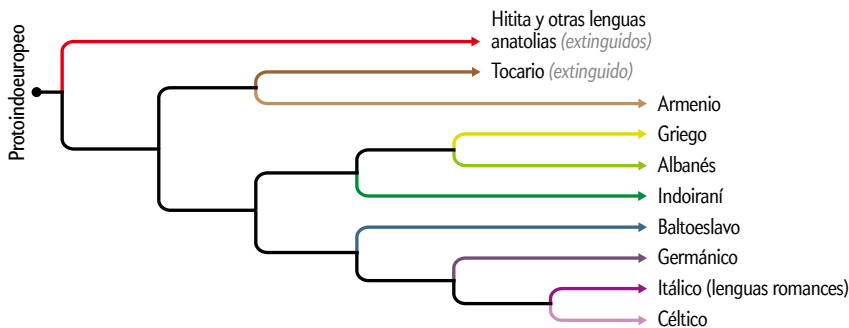 Protoindoeuropeo
Hitita y otras lenguas
anatolias (extinguidos)
Tocario (extinguido)
Armenio
Griego
Albanés
Indoiraní
Baltoeslavo
Germánico
Itálico (lenguas romances)
Céltico